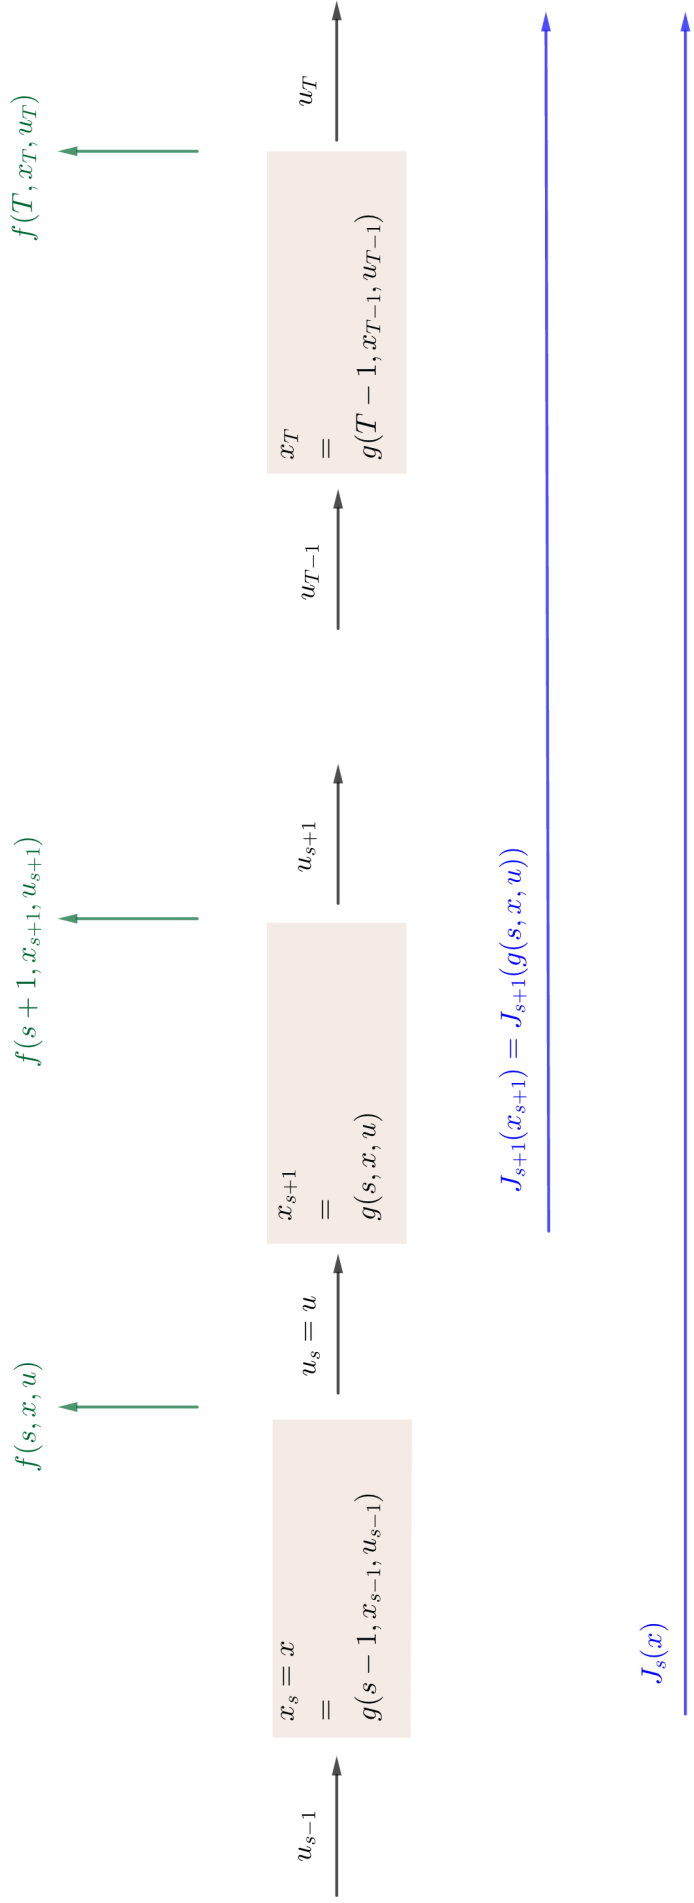 f(s, x, u)
f(s + 1, x_{s+1}, u_{s+1})
f(T, x_T, u_T)
u_{s−1}
x_s = x
=
g(s − 1, x_{s−1}, u_{s−1})
u_s = u
x_{s+1}
=
g(s, x, u)
u_{s+1}
u_{T−1}
x_T
=
g(T − 1, x_{T−1}, u_{T−1})
u_T
J_{s+1}(x_{s+1}) = J_{s+1}(g(s, x, u))
J_s(x)